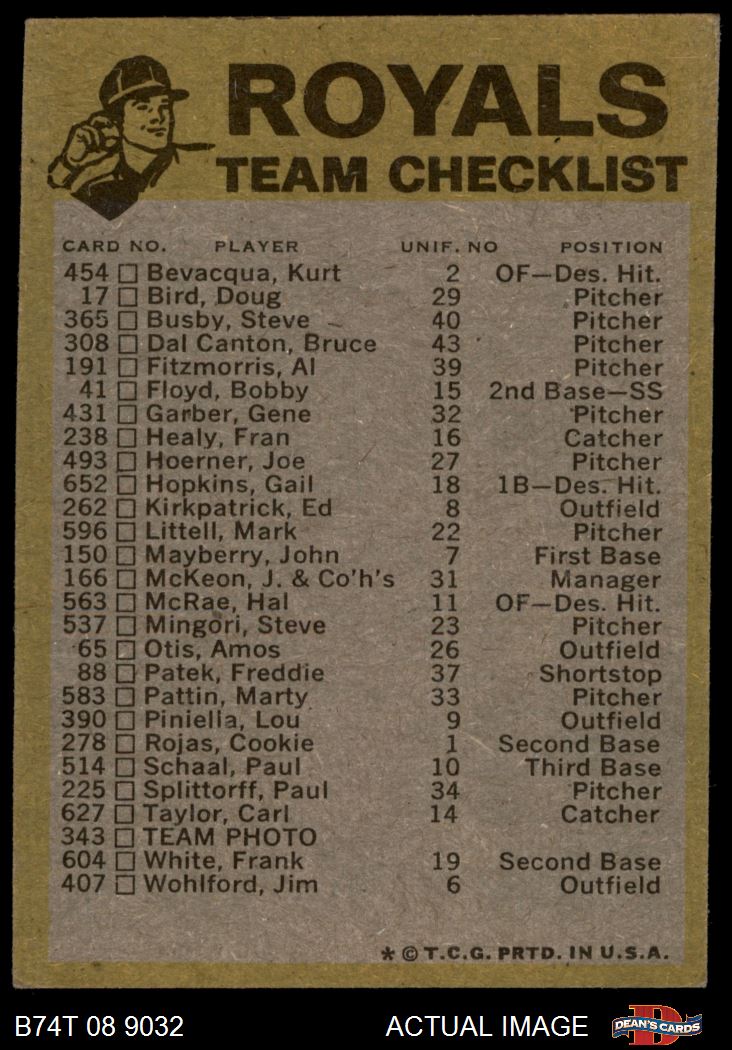 ROYALS
TEAM CHECKLIST
CARD NO. PLAYER UNIF. NO POSITION
454 Bevacqua, Kurt 2 OF—Des. Hit.
17 Bird, Doug 29 Pitcher
365 Busby, Steve 40 Pitcher
308 Dal Canton, Bruce 43 Pitcher
191 Fitzmorris, Al 39 Pitcher
41 Floyd, Bobby 15 2nd Base—SS
431 Garber, Gene 32 Pitcher
238 Healy, Fran 16 Catcher
493 Hoerner, Joe 27 Pitcher
652 Hopkins, Gail 18 1B—Des. Hit.
262 Kirkpatrick, Ed 8 Outfield
596 Littell, Mark 22 Pitcher
150 Mayberry, John 7 First Base
166 McKeon, J. & Co'h's 31 Manager
563 McRae, Hal 11 OF—Des. Hit.
537 Mingori, Steve 23 Pitcher
65 Otis, Amos 26 Outfield
88 Patek, Freddie 37 Shortstop
583 Pattin, Marty 33 Pitcher
390 Piniella, Lou 9 Outfield
278 Rojas, Cookie 1 Second Base
514 Schaal, Paul 10 Third Base
225 Splittorff, Paul 34 Pitcher
627 Taylor, Carl 14 Catcher
343 TEAM PHOTO
604 White, Frank 19 Second Base
407 Wohlford, Jim 6 Outfield
* © T.C.G. PRTD. IN U.S.A.
B74T 08 9032 ACTUAL IMAGE D DEAN'S CARDS